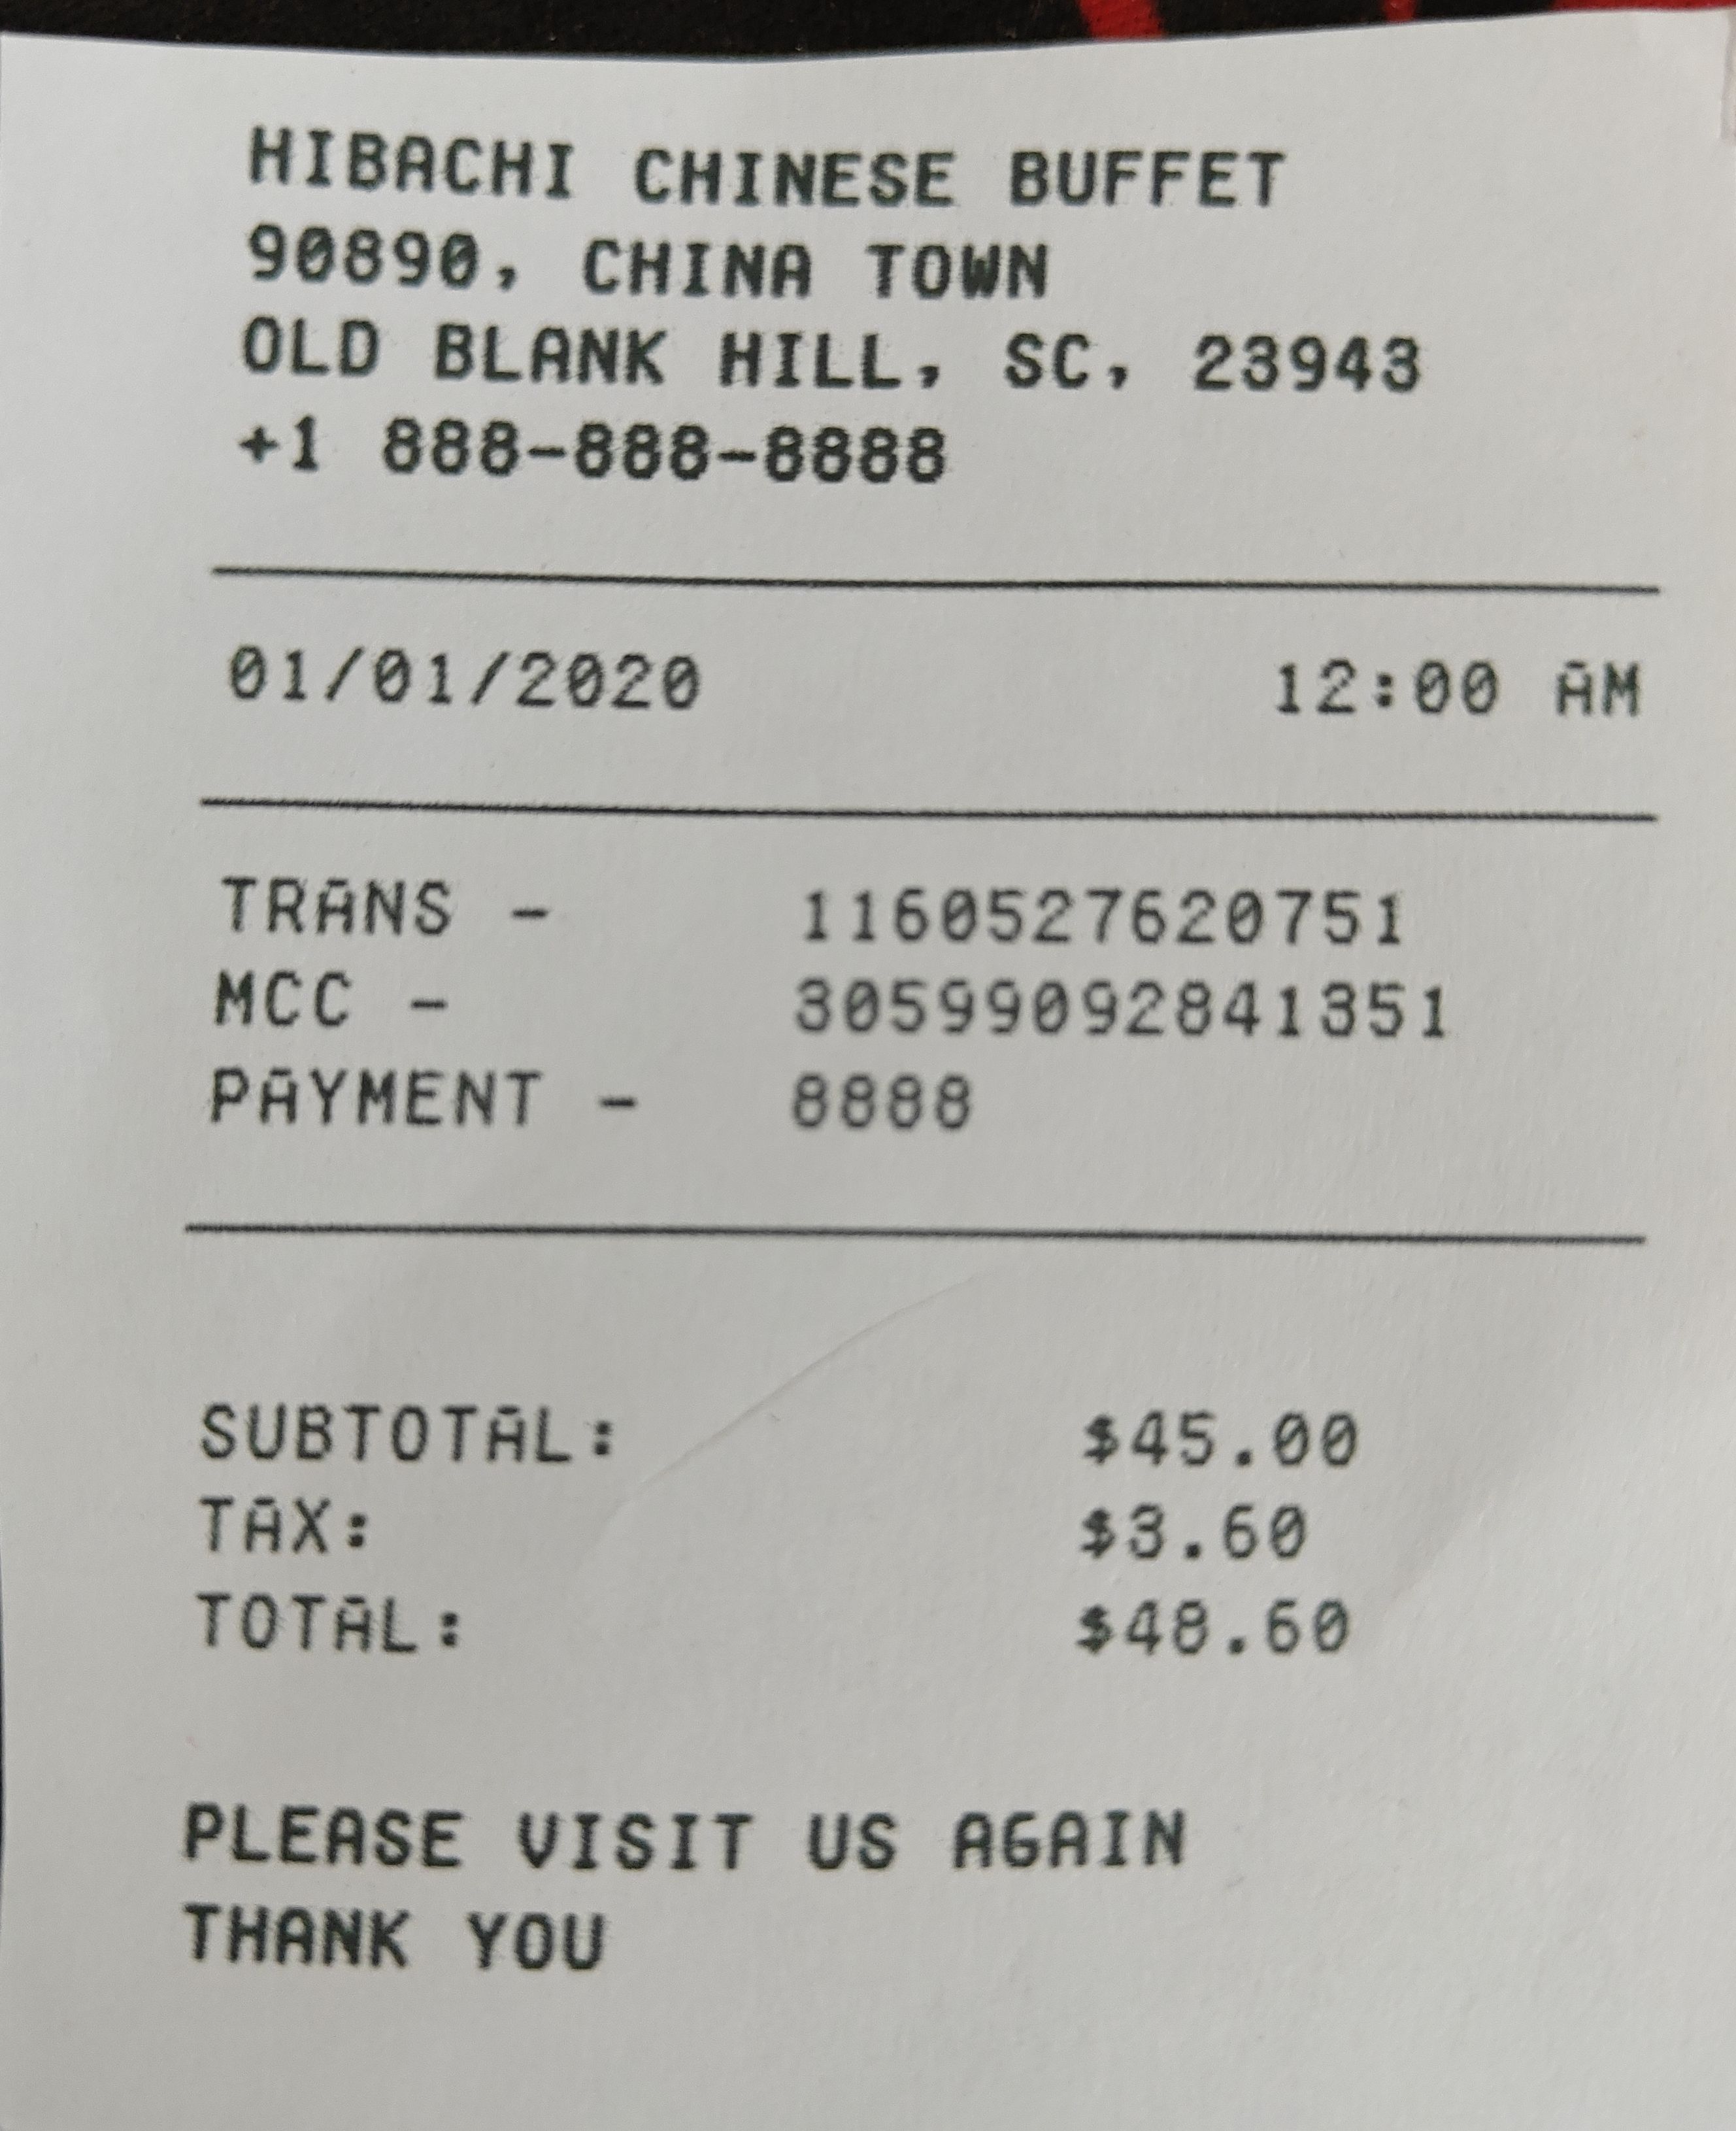 HIBACHI CHINESE BUFFET
90890, CHINA TOWN
OLD BLANK HILL, SC, 23943
+1 888-888-8888
01/01/2020 12:00 AM
TRANS - 1160527620751
MCC - 30599092841351
PAYMENT - 8888
SUBTOTAL: $45.00
TAX: $3.60
TOTAL: $48.60
PLEASE VISIT US AGAIN
THANK YOU